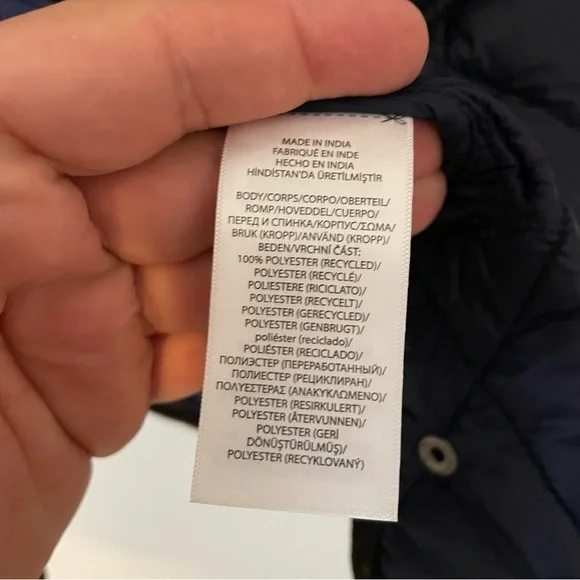 MADE IN INDIA
FABRIQUÉ EN INDE
HECHO EN INDIA
HİNDİSTAN'DA ÜRETİLMİŞTİR
BODY/CORPS/CORPO/OBERTEIL/
ROMP/HOVEDDEL/CUERPO/
ПЕРЕД И СПИНКА/КОРПУС/ΣΩΜΑ/
BRUK (KROPP)/ANVÄND (KROPP)/
BEDEN/VRCHNÍ ČÁST:
100% POLYESTER (RECYCLED)/
POLYESTER (RECYCLÉ)/
POLIESTERE (RICICLATO)/
POLYESTER (RECYCELT)/
POLYESTER (GERECYCLED)/
POLYESTER (GENBRUGT)/
poliéster (reciclado)/
POLIÉSTER (RECICLADO)/
ПОЛИЭСТЕР (ПЕРЕРАБОТАННЫЙ)/
ПОЛИЕСТЕР (РЕЦИКЛИРАН)/
ΠΟΛΥΕΣΤΕΡΑΣ (ΑΝΑΚΥΚΛΩΜΕΝΟ)/
POLYESTER (RESIRKULERT)/
POLYESTER (ÅTERVUNNEN)/
POLYESTER (GERİ
DÖNÜŞTÜRÜLMÜŞ)/
POLYESTER (RECYKLOVANÝ)